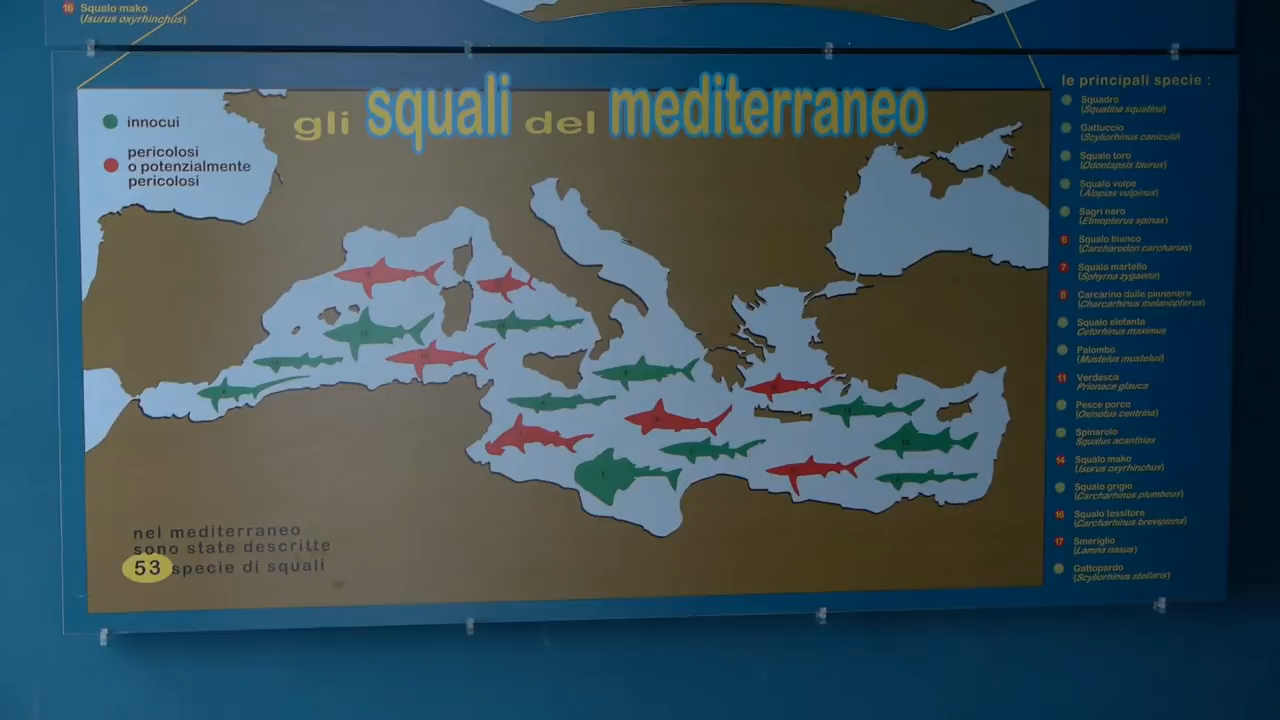 16 Squalo mako
(Isurus oxyrhinchus)
gli squali del mediterraneo
innocui
pericolosi
o potenzialmente
pericolosi
nel mediterraneo
sono state descritte
53 specie di squali
le principali specie :
Squadro
(Squatina squatina)
Gattuccio
(Scyliorhinus canicula)
Squalo toro
(Odontapsis taurus)
Squalo volpe
(Alopias vulpinus)
Sagrì nero
(Etmopterus spinax)
6 Squalo bianco
(Carcharodon carcharias)
7 Squalo martello
(Sphyrna zygaena)
8 Carcarino dalle pinnenere
(Charcarhinus melanopterus)
Squalo elefante
Cetorhinus maximus
Palombo
(Mustelus mustelus)
11 Verdesca
Prionace glauca
Pesce porco
(Oxinotus centrina)
Spinarolo
Squalus acanthias
14 Squalo mako
(Isurus oxyrhinchus)
Squalo grigio
(Carcharhinus plumbeus)
16 Squalo tessitore
(Carcharhinus brevipinna)
17 Smeriglio
(Lamna nasus)
Gattopardo
(Scyliorhinus stellaris)